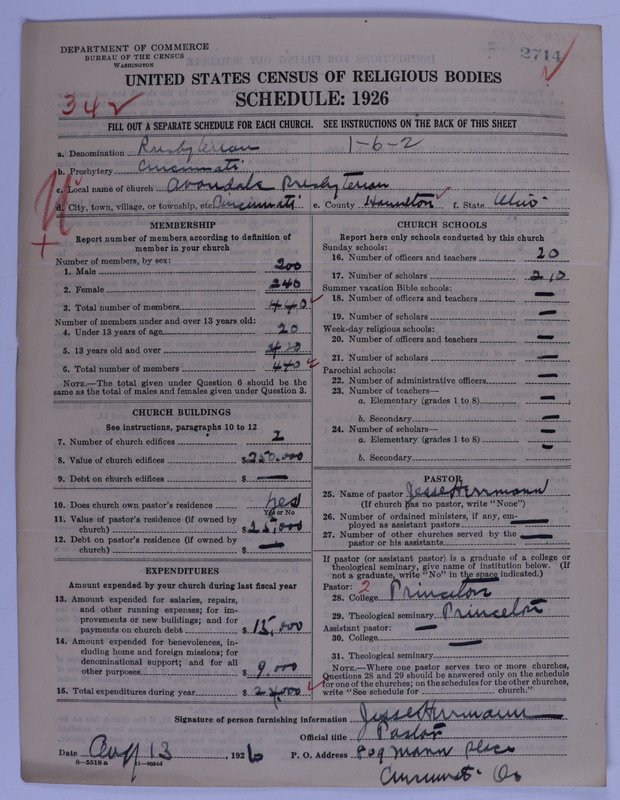 DEPARTMENT OF COMMERCE
BUREAU OF THE CENSUS
WASHINGTON
2714
UNITED STATES CENSUS OF RELIGIOUS BODIES
SCHEDULE: 1926
34
FILL OUT A SEPARATE SCHEDULE FOR EACH CHURCH. SEE INSTRUCTIONS ON THE BACK OF THIS SHEET
a. Denomination Presbyterian 1-6-2
b. Presbytery Cincinnati
c. Local name of church Avondale Presbyterian
d. City, town, village, or township, etc. Cincinnati e. County Hamilton f. State Ohio
MEMBERSHIP
Report number of members according to definition of member in your church
Number of members, by sex:
1. Male 200
2. Female 240
3. Total number of members 440
Number of members under and over 13 years old:
4. Under 13 years of age 20
5. 13 years old and over
6. Total number of members 440
NOTE.—The total given under Question 6 should be the same as the total of males and females given under Question 3.
CHURCH BUILDINGS
See instructions, paragraphs 10 to 12
7. Number of church edifices 2
8. Value of church edifices $250,000
9. Debt on church edifices $ —
10. Does church own pastor's residence yes
Yes or No
11. Value of pastor's residence (if owned by church) $25,000
12. Debt on pastor's residence (if owned by church) $ —
EXPENDITURES
Amount expended by your church during last fiscal year
13. Amount expended for salaries, repairs, and other running expenses; for improvements or new buildings; and for payments on church debt $15,000
14. Amount expended for benevolences, including home and foreign missions; for denominational support; and for all other purposes $9,000
15. Total expenditures during year $24,000
CHURCH SCHOOLS
Report here only schools conducted by this church
Sunday schools:
16. Number of officers and teachers 20
17. Number of scholars 210
Summer vacation Bible schools:
18. Number of officers and teachers —
19. Number of scholars —
Week-day religious schools:
20. Number of officers and teachers —
21. Number of scholars —
Parochial schools:
22. Number of administrative officers —
23. Number of teachers—
a. Elementary (grades 1 to 8) —
b. Secondary —
24. Number of scholars—
a. Elementary (grades 1 to 8) —
b. Secondary —
PASTOR
25. Name of pastor Jesse Herrmann
(If church has no pastor, write "None")
26. Number of ordained ministers, if any, employed as assistant pastors —
27. Number of other churches served by the pastor or his assistants —
If pastor (or assistant pastor) is a graduate of a college or theological seminary, give name of institution below. (If not a graduate, write "No" in the space indicated.)
Pastor: 2
28. College Princeton
29. Theological seminary Princeton
Assistant pastor: —
30. College —
31. Theological seminary
NOTE.—Where one pastor serves two or more churches, Questions 28 and 29 should be answered only on the schedule for one of the churches; on the schedules for the other churches, write "See schedule for church."
Signature of person furnishing information Jesse Herrmann
Official title Pastor
Date Aug 13, 1926 P. O. Address Mann Place
8—5518 a
Cincinnati O.